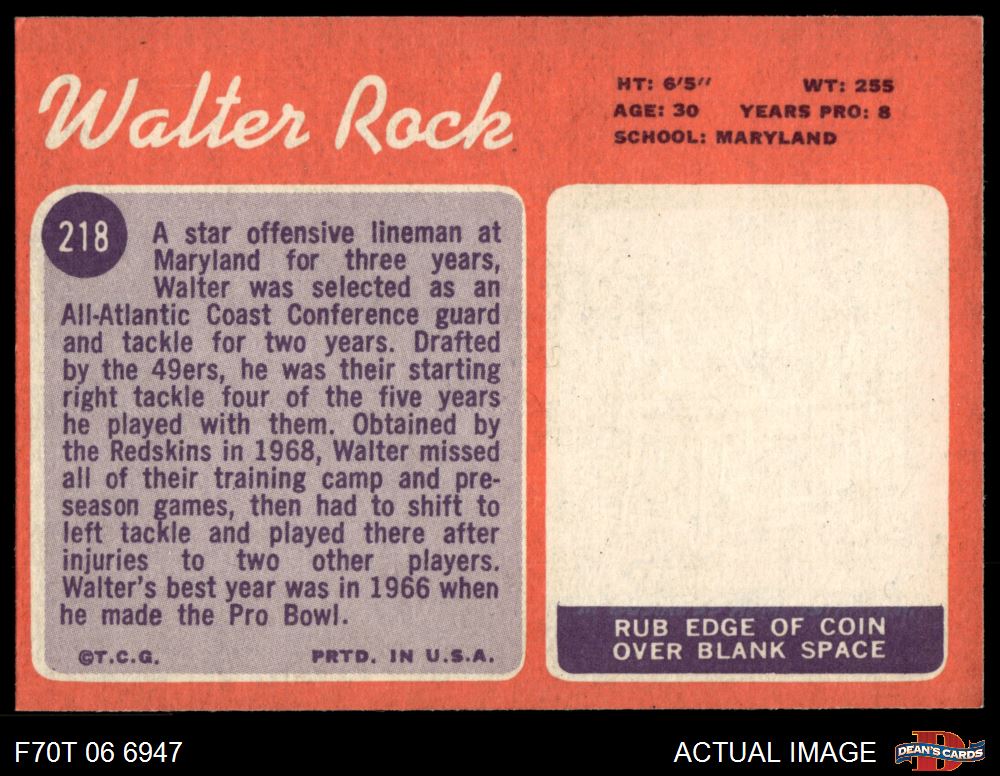 Walter Rock
HT: 6'5"
WT: 255
AGE: 30
YEARS PRO: 8
SCHOOL: MARYLAND
218
A star offensive lineman at
Maryland for three years,
Walter was selected as an
All-Atlantic Coast Conference guard
and tackle for two years. Drafted
by the 49ers, he was their starting
right tackle four of the five years
he played with them. Obtained by
the Redskins in 1968, Walter missed
all of their training camp and pre-
season games, then had to shift to
left tackle and played there after
injuries to two other players.
Walter's best year was in 1966 when
he made the Pro Bowl.
©T.C.G.
PRTD. IN U.S.A.
RUB EDGE OF COIN
OVER BLANK SPACE
F70T 06 6947
ACTUAL IMAGE
D
DEAN'S CARDS